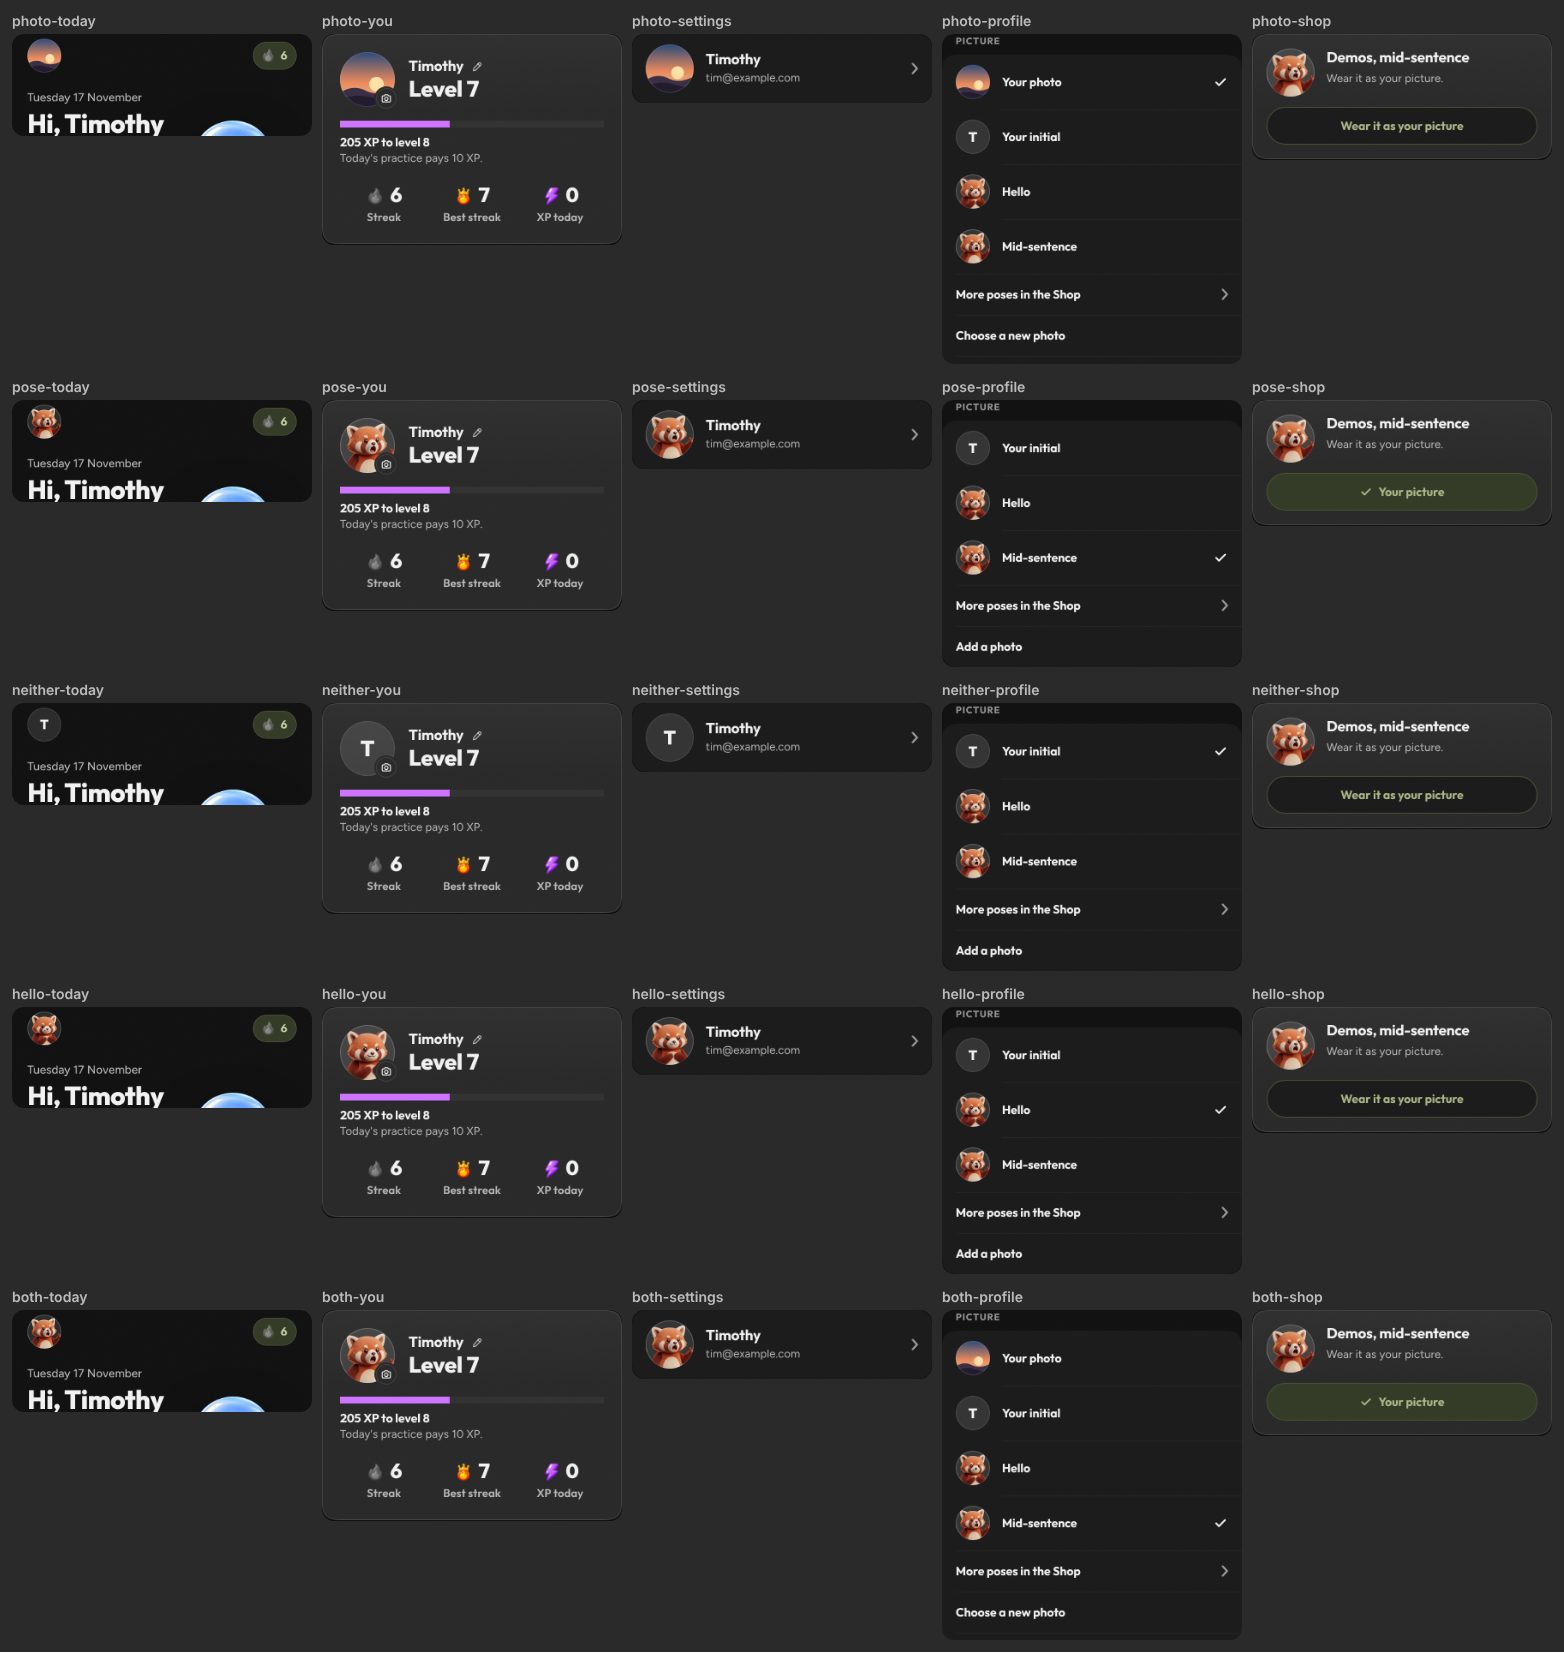 photo-today
6
Tuesday 17 November
Hi, Timothy
photo-you
Timothy
Level 7
205 XP to level 8
Today's practice pays 10 XP.
6
Streak
7
Best streak
0
XP today
photo-settings
Timothy
tim@example.com
photo-profile
PICTURE
Your photo
T
Your initial
Hello
Mid-sentence
More poses in the Shop
Choose a new photo
photo-shop
Demos, mid-sentence
Wear it as your picture.
Wear it as your picture
pose-today
6
Tuesday 17 November
Hi, Timothy
pose-you
Timothy
Level 7
205 XP to level 8
Today's practice pays 10 XP.
6
Streak
7
Best streak
0
XP today
pose-settings
Timothy
tim@example.com
pose-profile
PICTURE
T
Your initial
Hello
Mid-sentence
More poses in the Shop
Add a photo
pose-shop
Demos, mid-sentence
Wear it as your picture.
Your picture
neither-today
T
6
Tuesday 17 November
Hi, Timothy
neither-you
T
Timothy
Level 7
205 XP to level 8
Today's practice pays 10 XP.
6
Streak
7
Best streak
0
XP today
neither-settings
T
Timothy
tim@example.com
neither-profile
PICTURE
T
Your initial
Hello
Mid-sentence
More poses in the Shop
Add a photo
neither-shop
Demos, mid-sentence
Wear it as your picture.
Wear it as your picture
hello-today
6
Tuesday 17 November
Hi, Timothy
hello-you
Timothy
Level 7
205 XP to level 8
Today's practice pays 10 XP.
6
Streak
7
Best streak
0
XP today
hello-settings
Timothy
tim@example.com
hello-profile
PICTURE
T
Your initial
Hello
Mid-sentence
More poses in the Shop
Add a photo
hello-shop
Demos, mid-sentence
Wear it as your picture.
Wear it as your picture
both-today
6
Tuesday 17 November
Hi, Timothy
both-you
Timothy
Level 7
205 XP to level 8
Today's practice pays 10 XP.
6
Streak
7
Best streak
0
XP today
both-settings
Timothy
tim@example.com
both-profile
PICTURE
Your photo
T
Your initial
Hello
Mid-sentence
More poses in the Shop
Choose a new photo
both-shop
Demos, mid-sentence
Wear it as your picture.
Your picture